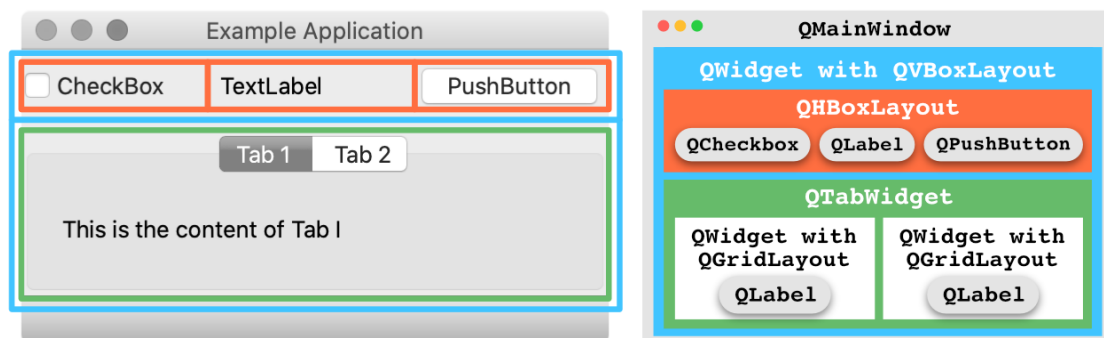 Example Application
CheckBox TextLabel PushButton
Tab 1 Tab 2
This is the content of Tab I
QMainWindow
QWidget with QVBoxLayout
QHBoxLayout
QCheckbox QLabel QPushButton
QTabWidget
QWidget with
QGridLayout
QLabel
QWidget with
QGridLayout
QLabel